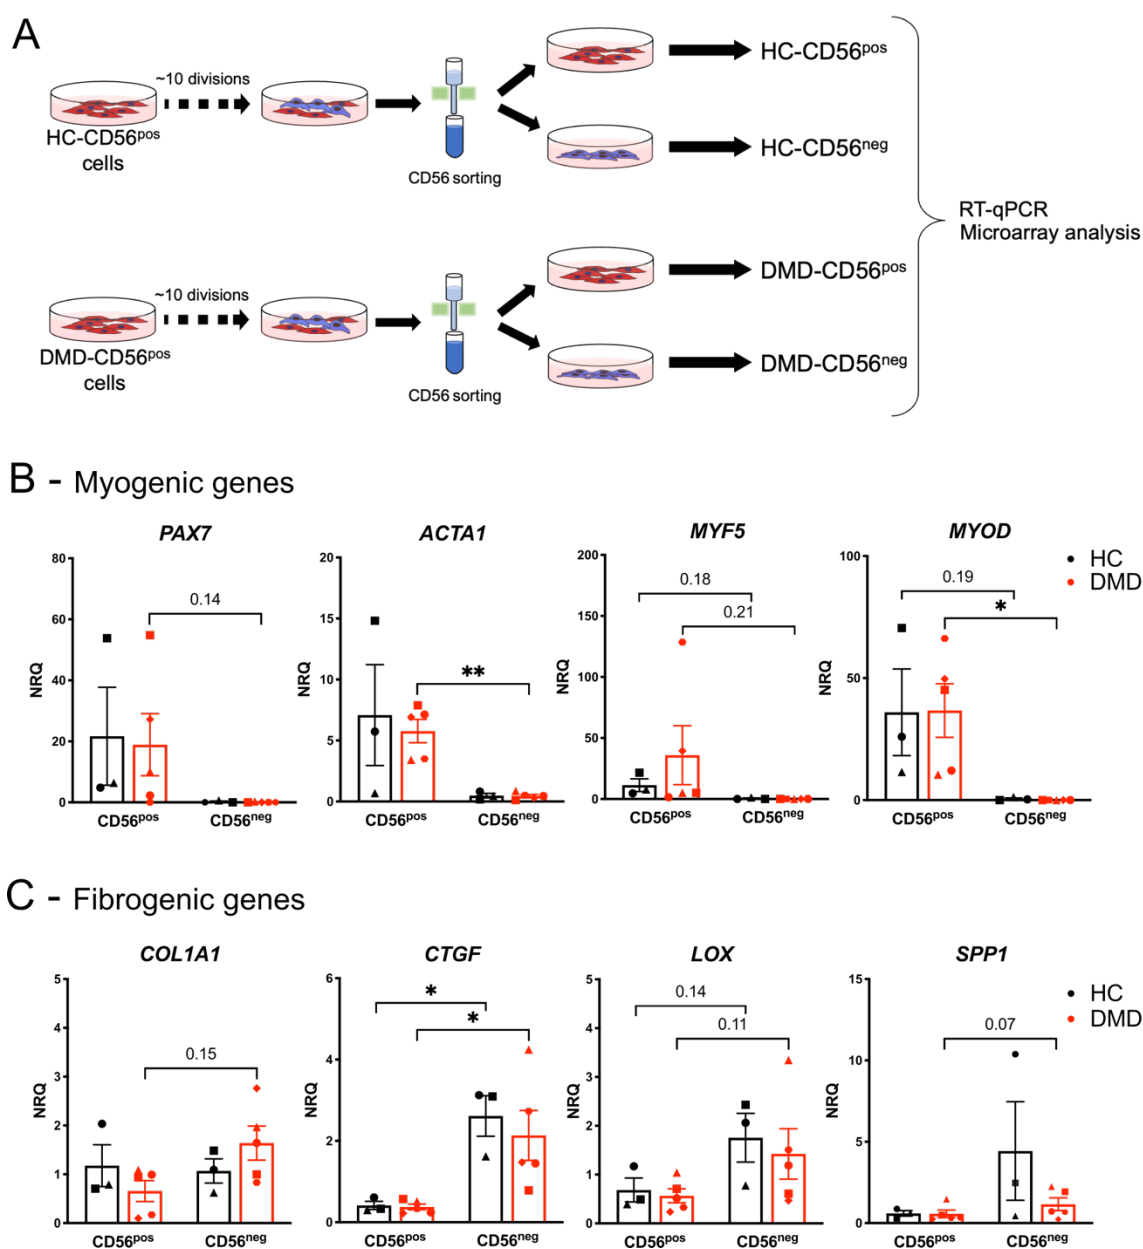 A
~10 divisions
HC-CD56pos
cells
CD56 sorting
HC-CD56pos
HC-CD56neg
~10 divisions
DMD-CD56pos
cells
CD56 sorting
DMD-CD56pos
DMD-CD56neg
RT-qPCR
Microarray analysis
B - Myogenic genes
PAX7
NRQ
80
60
40
20
0
0.14
CD56pos CD56neg
ACTA1
NRQ
20
15
10
5
0
**
CD56pos CD56neg
MYF5
NRQ
200
150
100
50
0
0.18
0.21
CD56pos CD56neg
MYOD
NRQ
100
50
0
0.19
*
CD56pos CD56neg
HC
DMD
C - Fibrogenic genes
COL1A1
NRQ
5
4
3
2
1
0
0.15
CD56pos CD56neg
CTGF
NRQ
6
4
2
0
*
*
CD56pos CD56neg
LOX
NRQ
5
4
3
2
1
0
0.14
0.11
CD56pos CD56neg
SPP1
NRQ
15
10
5
0
0.07
CD56pos CD56neg
HC
DMD